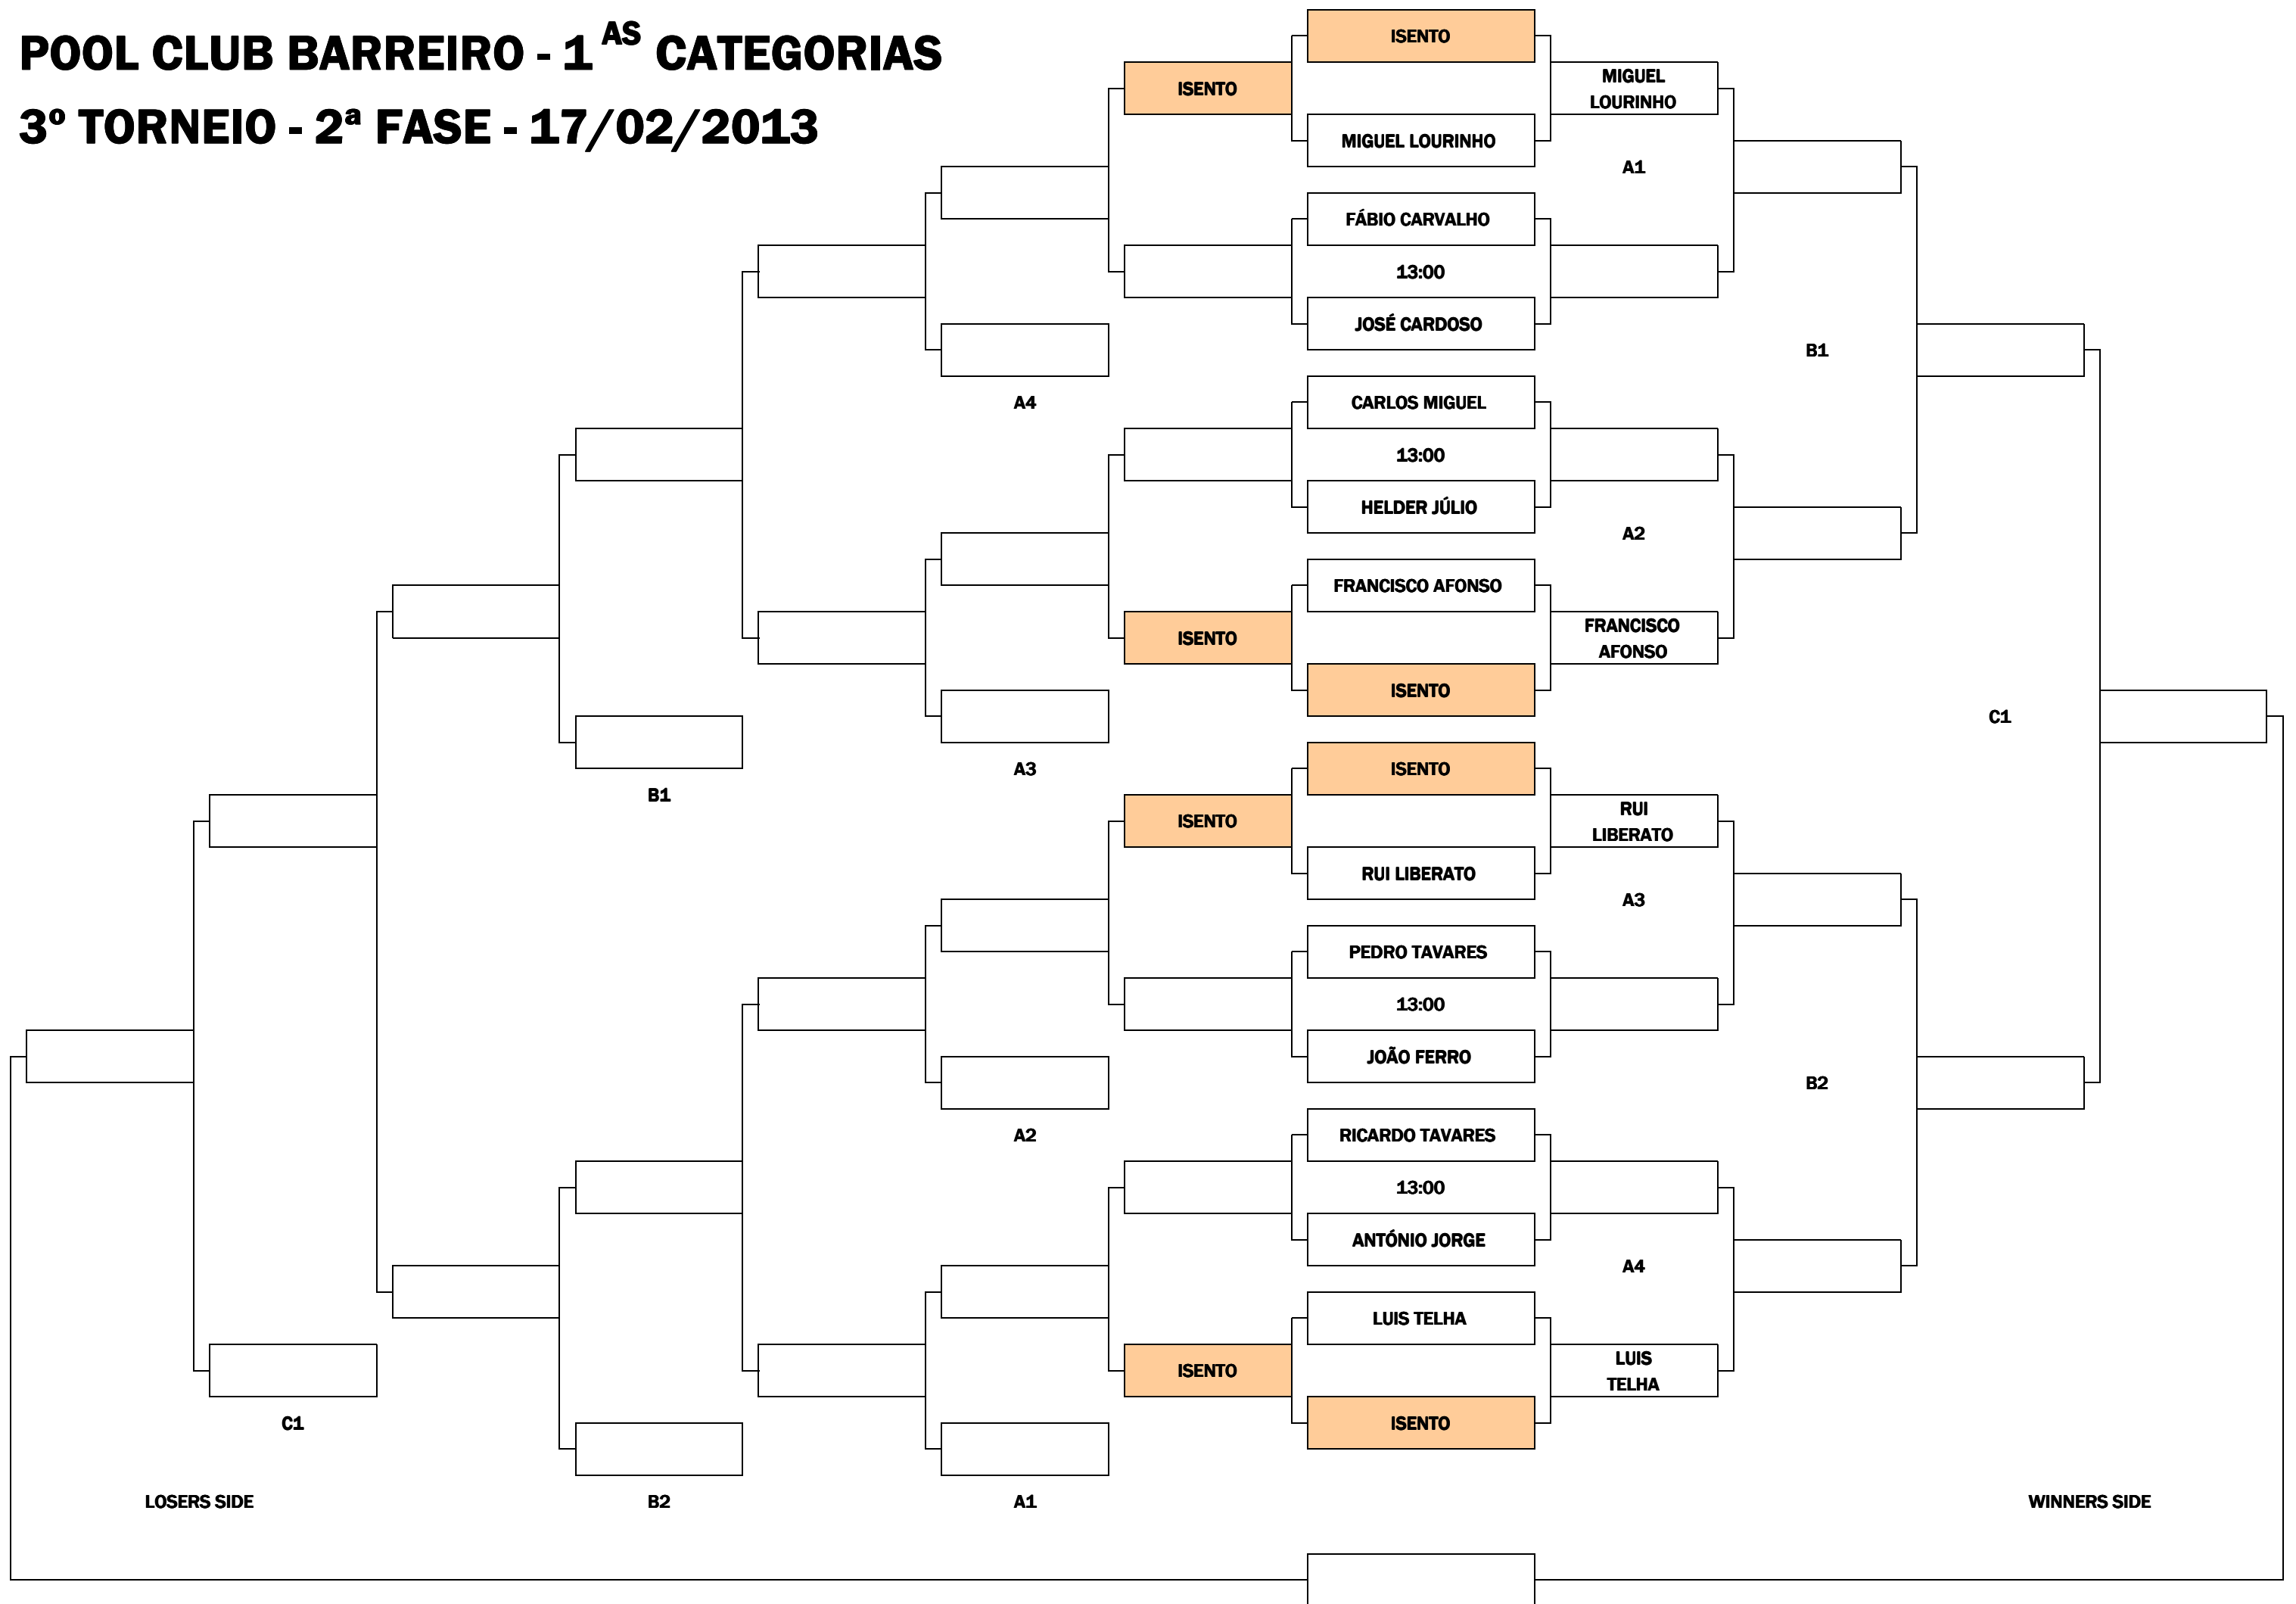 POOL CLUB BARREIRO - 1 AS CATEGORIAS
3º TORNEIO - 2ª FASE - 17/02/2013
ISENTO
ISENTO
MIGUEL
LOURINHO
MIGUEL LOURINHO
A1
FÁBIO CARVALHO
13:00
JOSÉ CARDOSO
B1
A4
CARLOS MIGUEL
13:00
HELDER JÚLIO
A2
FRANCISCO AFONSO
ISENTO
FRANCISCO
AFONSO
ISENTO
C1
A3
B1
ISENTO
ISENTO
RUI
LIBERATO
RUI LIBERATO
A3
PEDRO TAVARES
13:00
JOÃO FERRO
B2
A2
RICARDO TAVARES
13:00
ANTÓNIO JORGE
A4
LUIS TELHA
ISENTO
LUIS
TELHA
ISENTO
C1
LOSERS SIDE
B2
A1
WINNERS SIDE